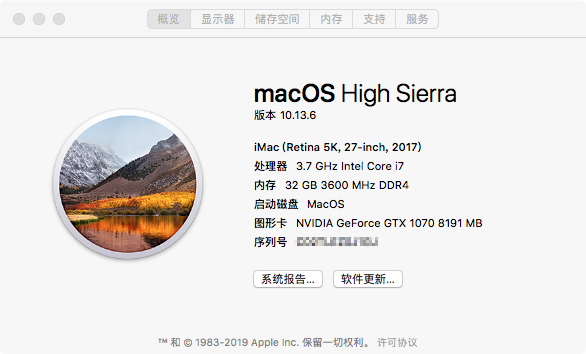 概览 显示器 储存空间 内存 支持 服务
macOS High Sierra
版本 10.13.6
iMac (Retina 5K, 27-inch, 2017)
处理器 3.7 GHz Intel Core i7
内存 32 GB 3600 MHz DDR4
启动磁盘 MacOS
图形卡 NVIDIA GeForce GTX 1070 8191 MB
序列号
系统报告... 软件更新...
™ 和 © 1983-2019 Apple Inc. 保留一切权利。 许可协议